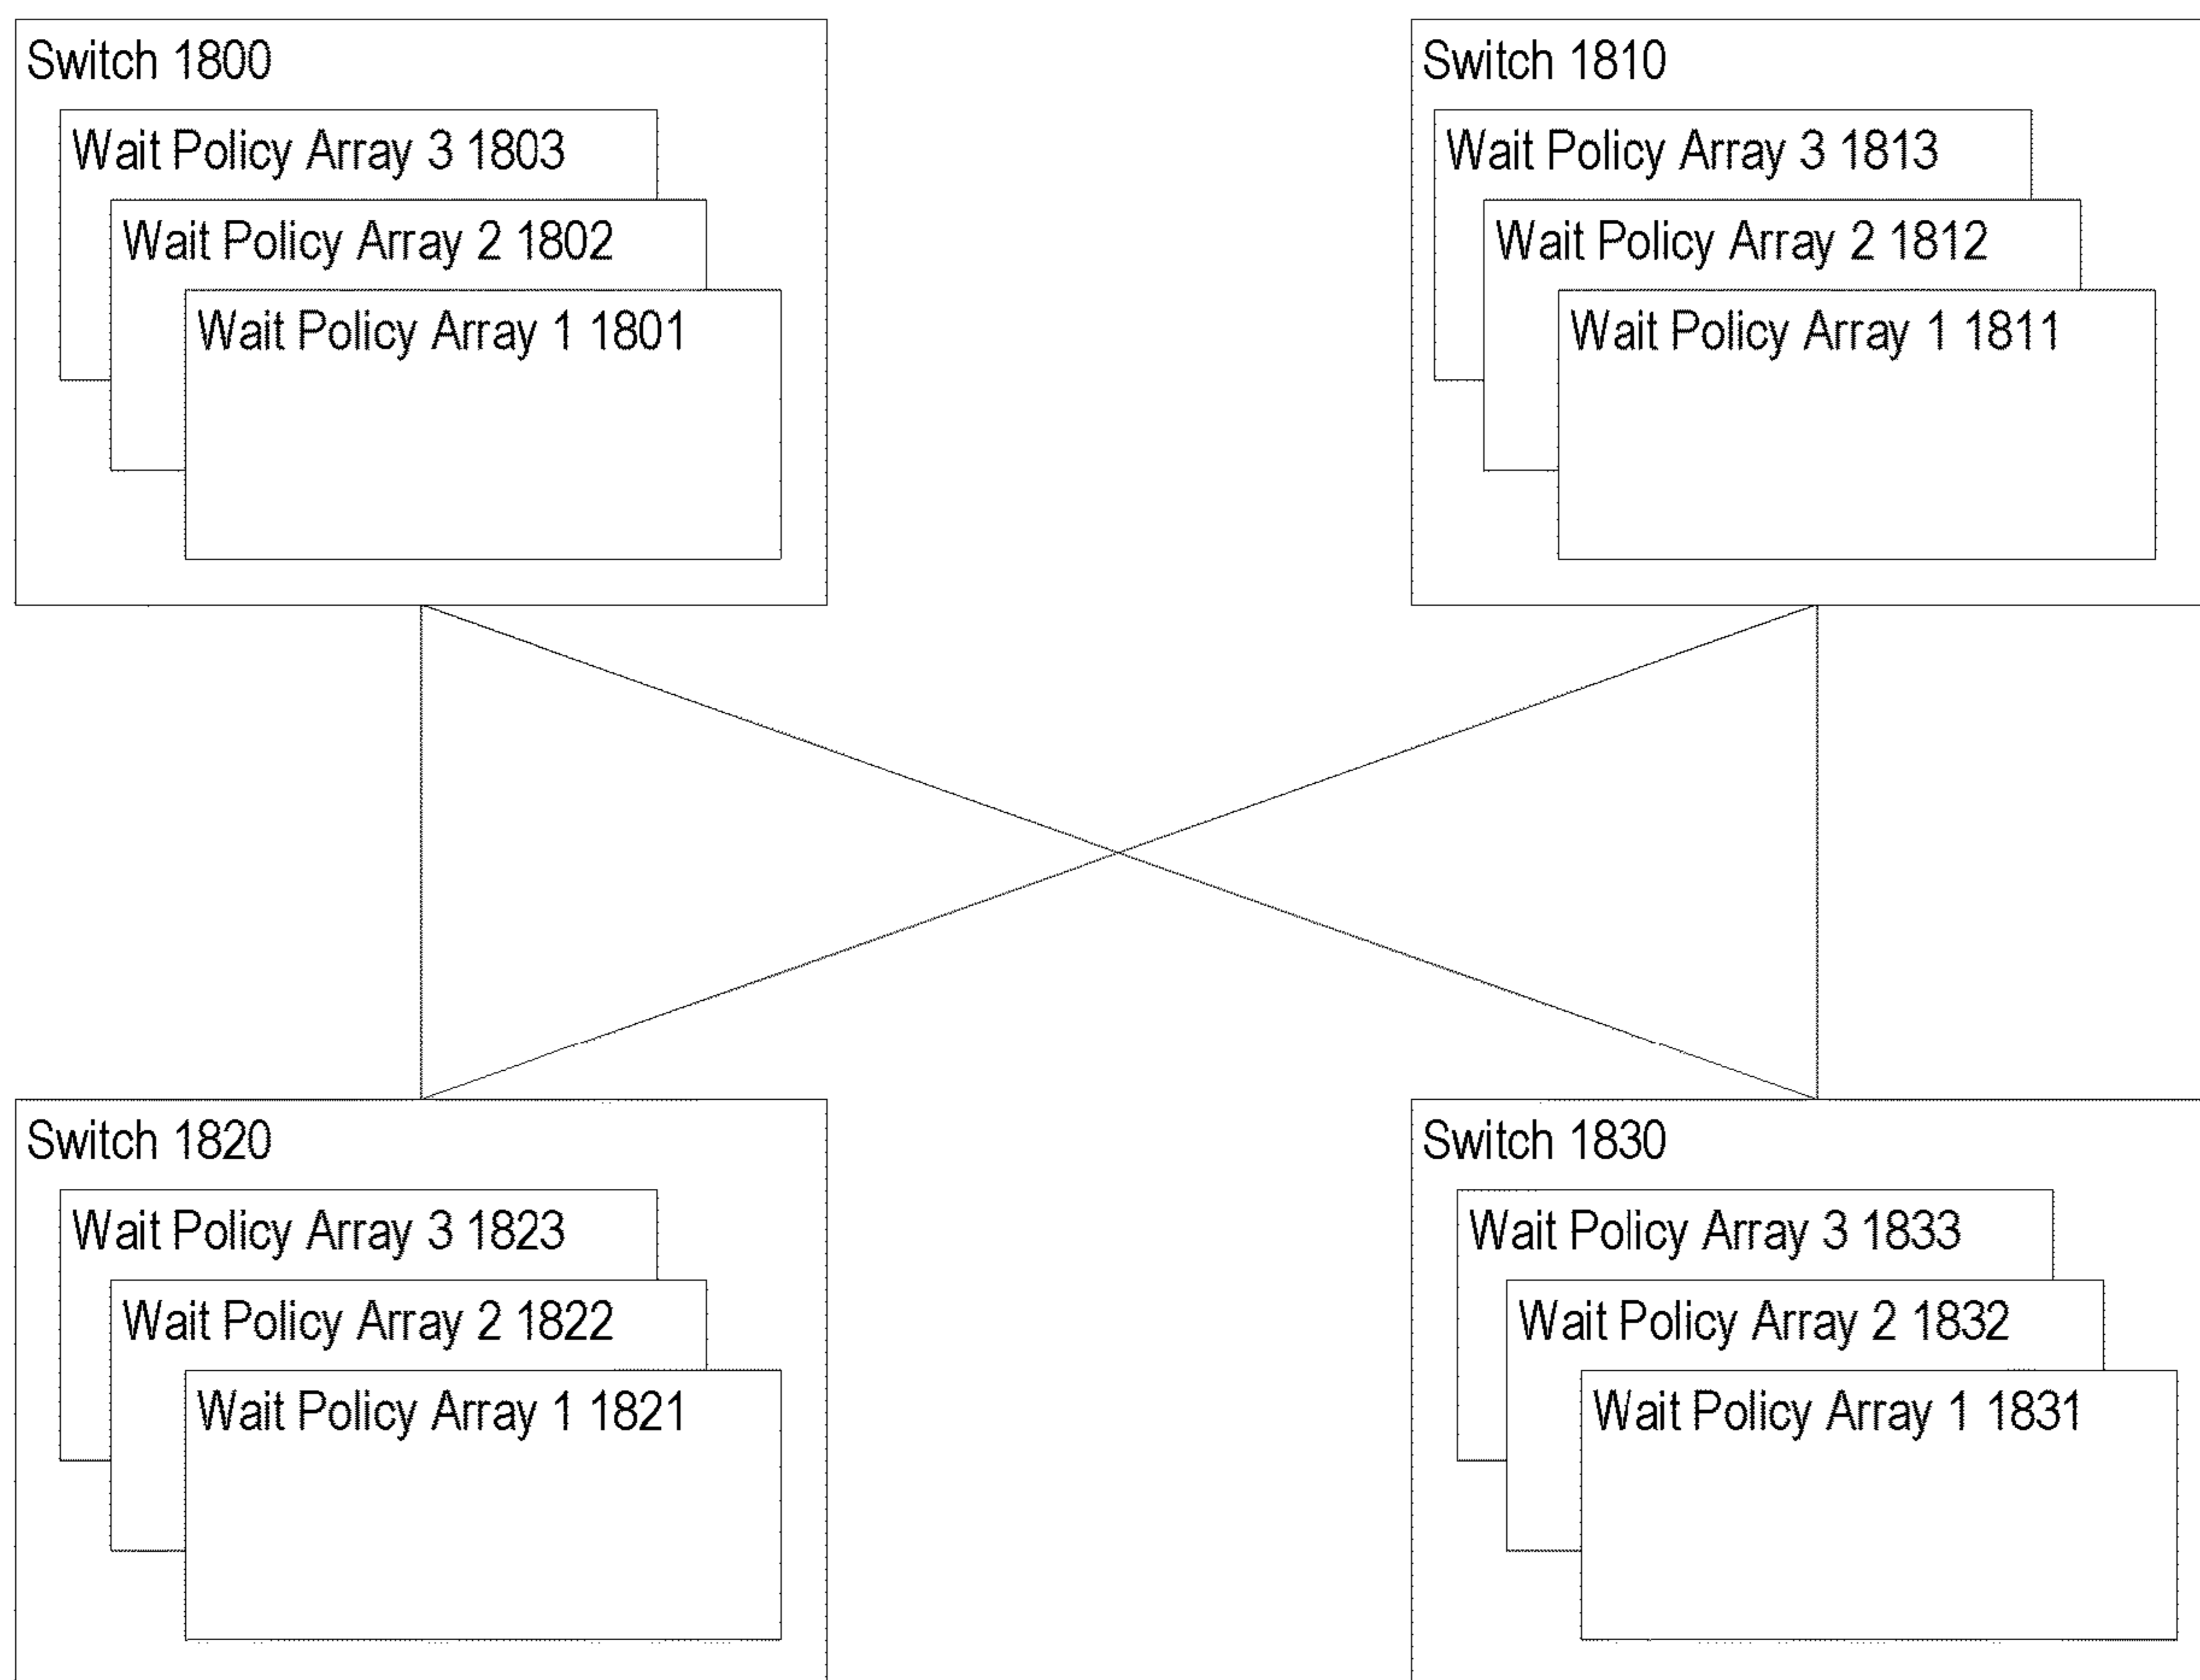 Switch 1800
Wait Policy Array 3 1803
Wait Policy Array 2 1802
Wait Policy Array 1 1801
Switch 1810
Wait Policy Array 3 1813
Wait Policy Array 2 1812
Wait Policy Array 1 1811
Switch 1820
Wait Policy Array 3 1823
Wait Policy Array 2 1822
Wait Policy Array 1 1821
Switch 1830
Wait Policy Array 3 1833
Wait Policy Array 2 1832
Wait Policy Array 1 1831